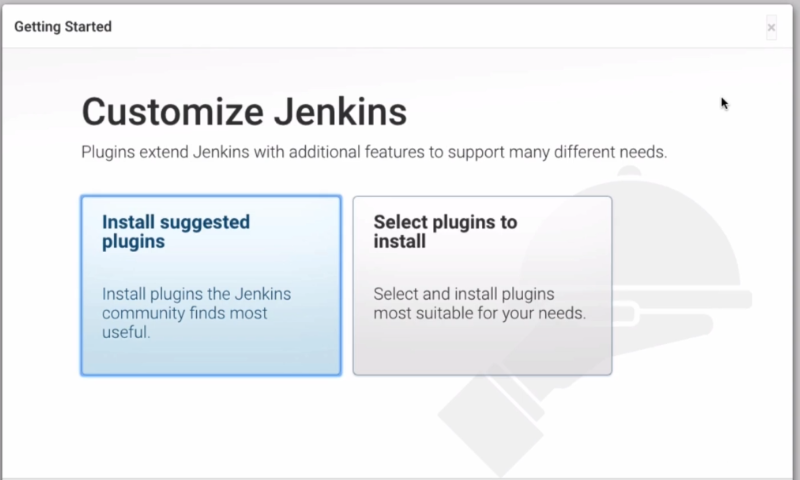 Getting Started
Customize Jenkins
Plugins extend Jenkins with additional features to support many different needs.
Install suggested
plugins
Install plugins the Jenkins
community finds most
useful.
Select plugins to
install
Select and install plugins
most suitable for your needs.